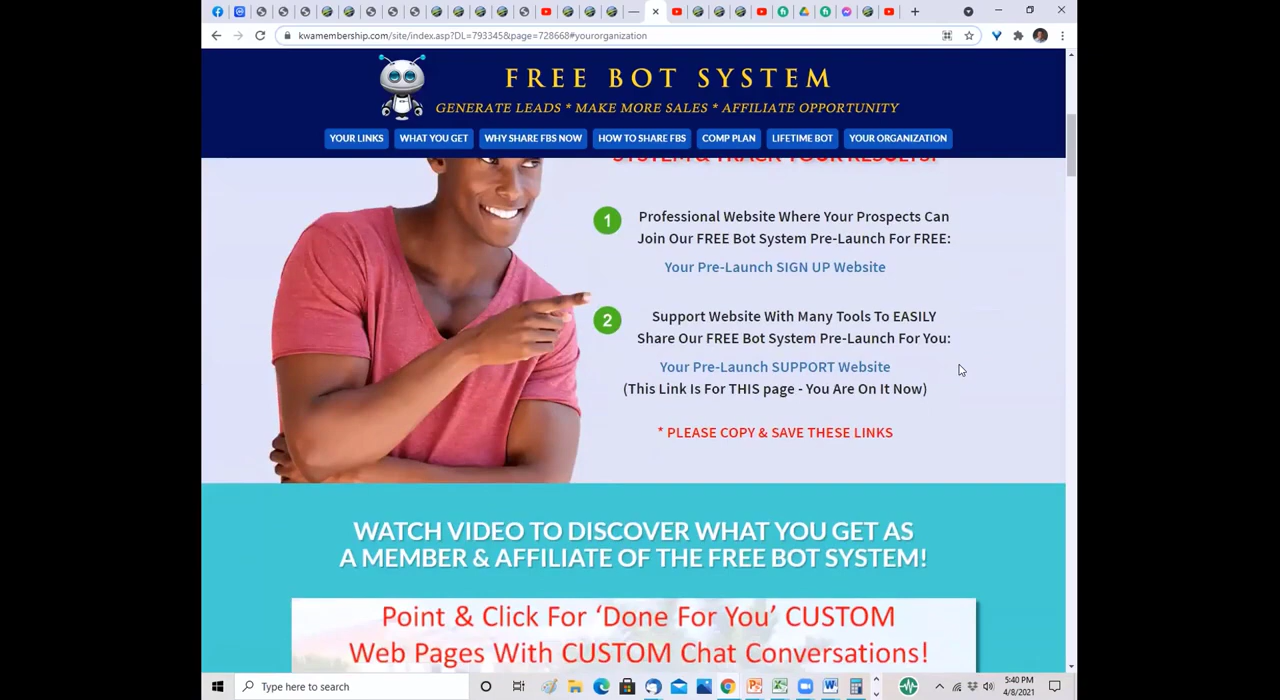 kwamembership.com/site/index.asp?DL=793345&page=728668#yourorganization
FREE BOT SYSTEM
GENERATE LEADS * MAKE MORE SALES * AFFILIATE OPPORTUNITY
YOUR LINKS WHAT YOU GET WHY SHARE FBS NOW HOW TO SHARE FBS COMP PLAN LIFETIME BOT YOUR ORGANIZATION
SYSTEM & TRACK YOUR RESULTS!
1 Professional Website Where Your Prospects Can
Join Our FREE Bot System Pre-Launch For FREE:
Your Pre-Launch SIGN UP Website
2 Support Website With Many Tools To EASILY
Share Our FREE Bot System Pre-Launch For You:
Your Pre-Launch SUPPORT Website
(This Link Is For THIS page - You Are On It Now)
* PLEASE COPY & SAVE THESE LINKS
WATCH VIDEO TO DISCOVER WHAT YOU GET AS
A MEMBER & AFFILIATE OF THE FREE BOT SYSTEM!
Point & Click For ‘Done For You’ CUSTOM
Web Pages With CUSTOM Chat Conversations!
Type here to search
5:40 PM
4/8/2021